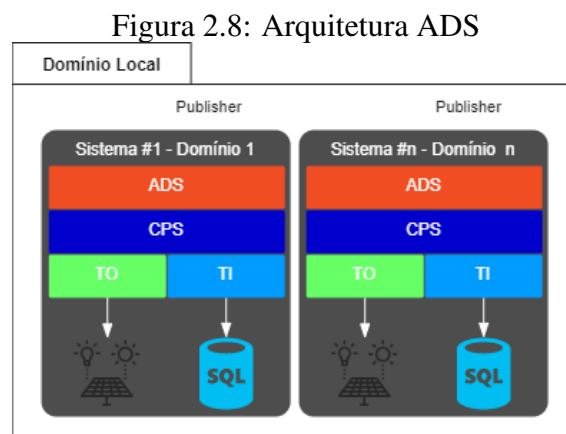 Figura 2.8: Arquitetura ADS
Domínio Local
Publisher
Publisher
Sistema #1 - Domínio 1
ADS
CPS
TO
TI
SQL
Sistema #n - Domínio n
ADS
CPS
TO
TI
SQL